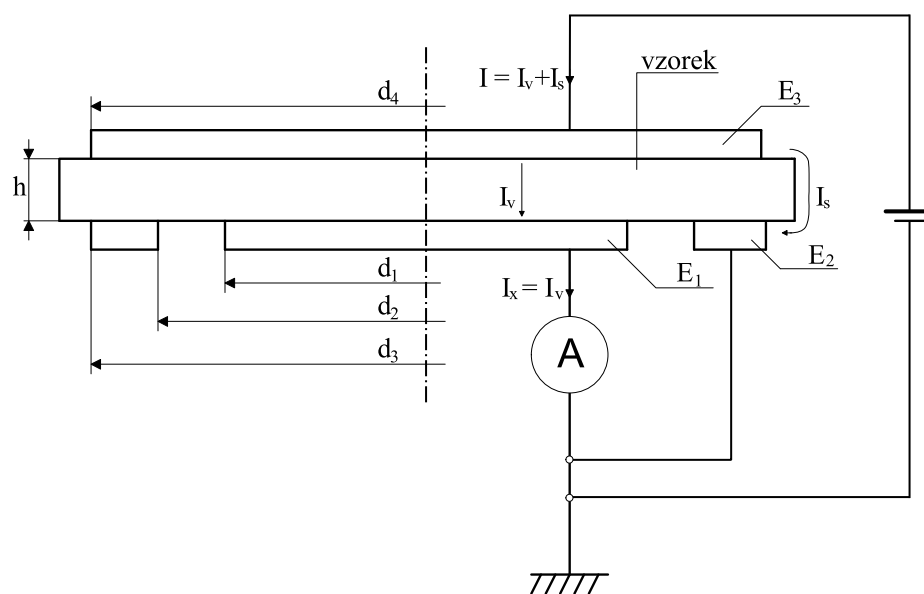 vzorek
I = Iᵥ+Iₛ
d₄
E₃
h
Iᵥ
Iₛ
E₂
E₁
d₁
Iₓ = Iᵥ
d₂
d₃
A